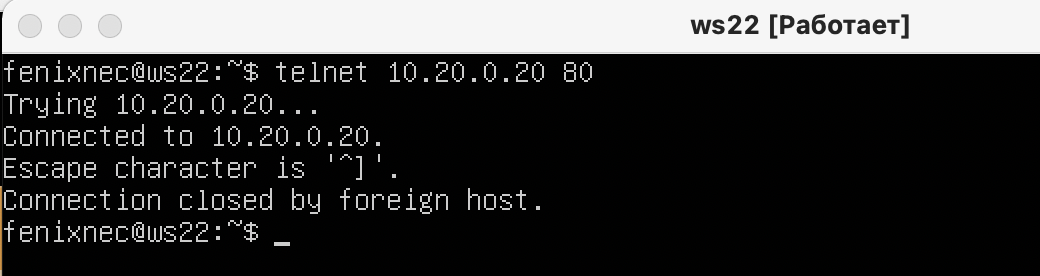 ws22 [Работает]
fenixnec@ws22:~$ telnet 10.20.0.20 80
Trying 10.20.0.20...
Connected to 10.20.0.20.
Escape character is '^]'.
Connection closed by foreign host.
fenixnec@ws22:~$ _